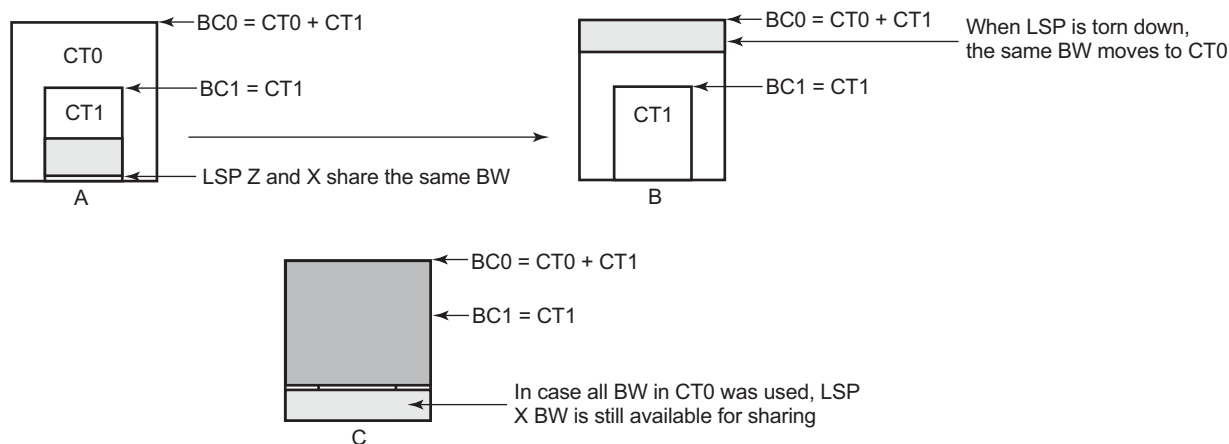 BC0 = CT0 + CT1
CT0
BC1 = CT1
CT1
LSP Z and X share the same BW
A
BC0 = CT0 + CT1
When LSP is torn down,
the same BW moves to CT0
BC1 = CT1
CT1
B
BC0 = CT0 + CT1
BC1 = CT1
In case all BW in CT0 was used, LSP
X BW is still available for sharing
C